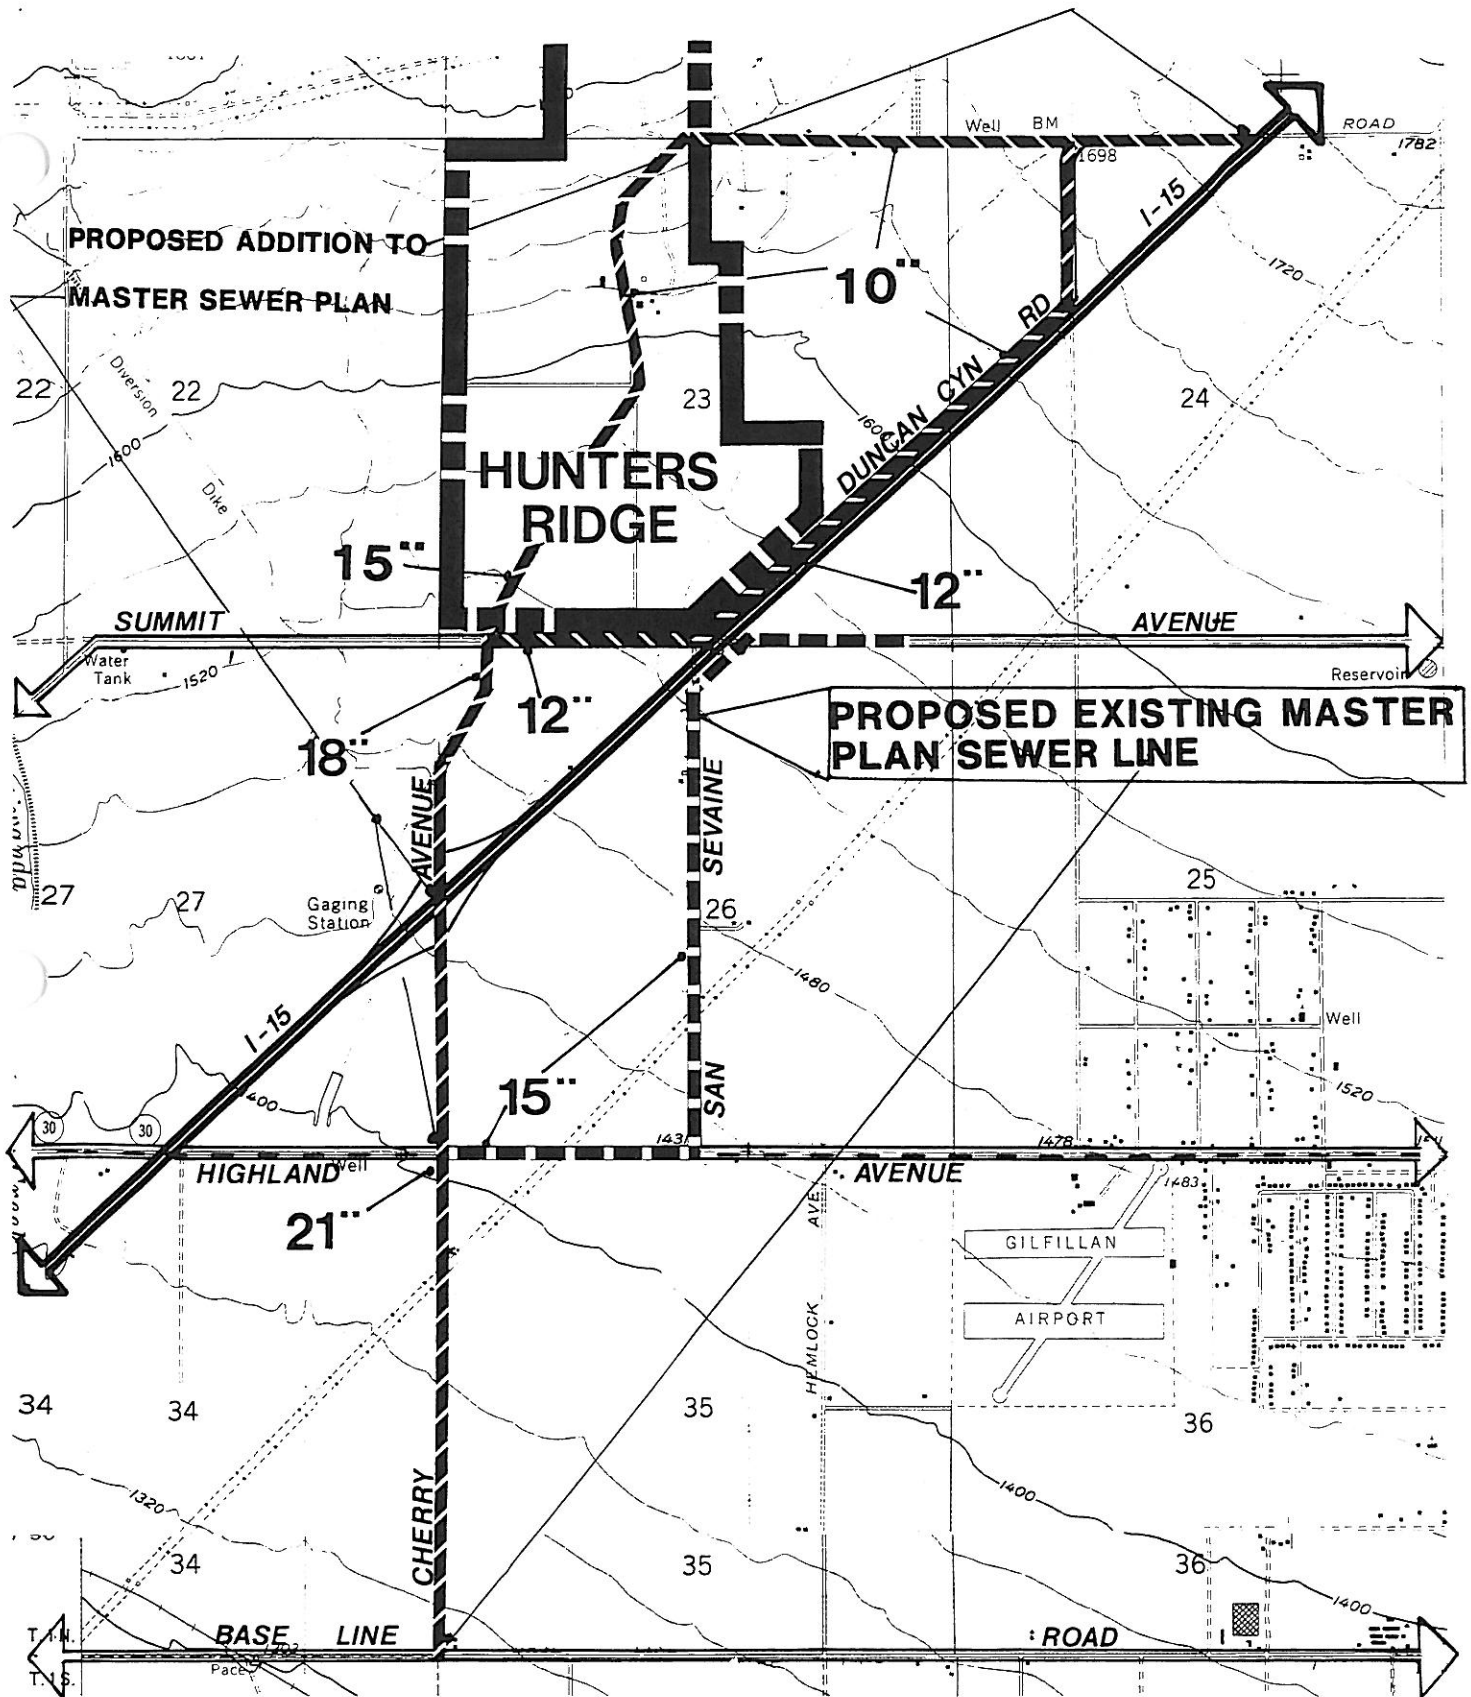 Well BM
ROAD
1698
1782
I-15
PROPOSED ADDITION TO
MASTER SEWER PLAN
10"
1720
RD
Diversion
22
22
23
CYN
24
1600
DUNCAN
1600
Dike
HUNTERS
RIDGE
15"
12"
SUMMIT
AVENUE
Water
Tank
1520
Reservoir
12"
18"
PROPOSED EXISTING MASTER
PLAN SEWER LINE
AVENUE
SEVAINE
25
27
27
Gaging
Station
26
1480
Well
I-15
1400
15"
SAN
1520
30
30
1431
1478
HIGHLAND
Well
AVENUE
1483
21"
AVE
GILFILLAN
AIRPORT
HEMLOCK
34
34
35
36
CHERRY
1320
1400
34
35
36
1400
T.1N.
BASE LINE
ROAD
Pace
T.1S.